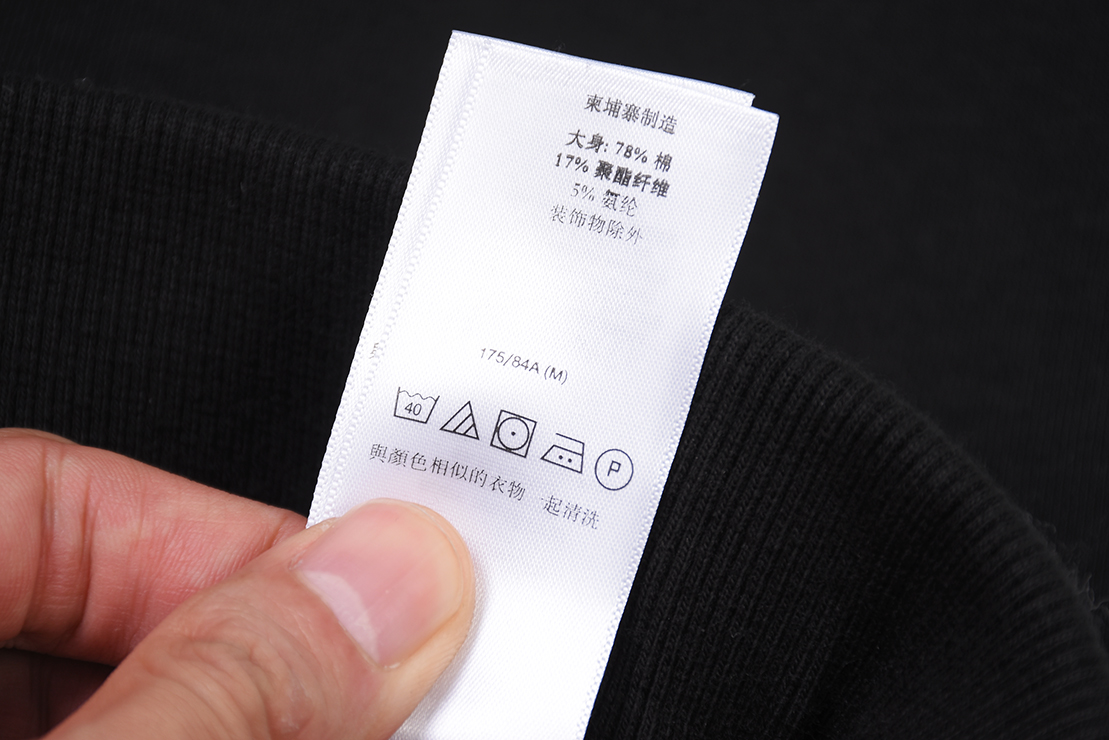 柬埔寨制造
大身: 78% 棉
17% 聚酯纤维
5% 氨纶
装饰物除外
175/84A (M)
40
P
與顏色相似的衣物 一起清洗